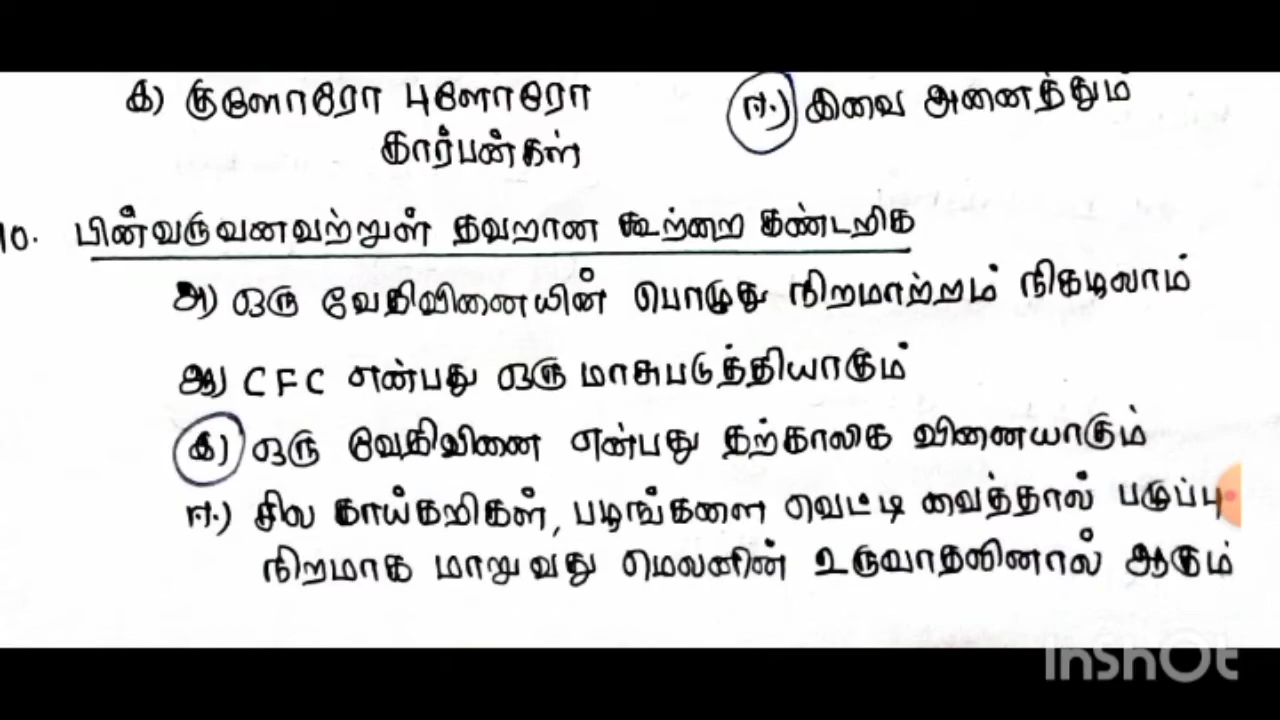 இ) குளோரோ புளோரோ
கார்பன்கள்
ஈ.) இவை அனைத்தும்
10. பின்வருவனவற்றுள் தவறான கூற்றை கண்டறிக
அ) ஒரு வேதிவினையின் பொழுது நிறமாற்றம் நிகழலாம்
ஆ) CFC என்பது ஒரு மாசுபடுத்தியாகும்
இ) ஒரு வேதிவினை என்பது தற்காலிக வினையாகும்
ஈ.) சில காய்கறிகள், பழங்களை வெட்டி வைத்தால் பழுப்பு
நிறமாக மாறுவது மெலனின் உருவாதலினால் ஆகும்
InShOt